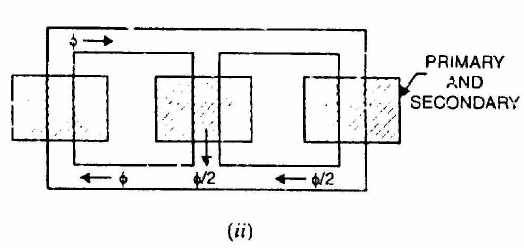 ϕ
PRIMARY
AND
SECONDARY
ϕ ϕ/2 ϕ/2
(ii)